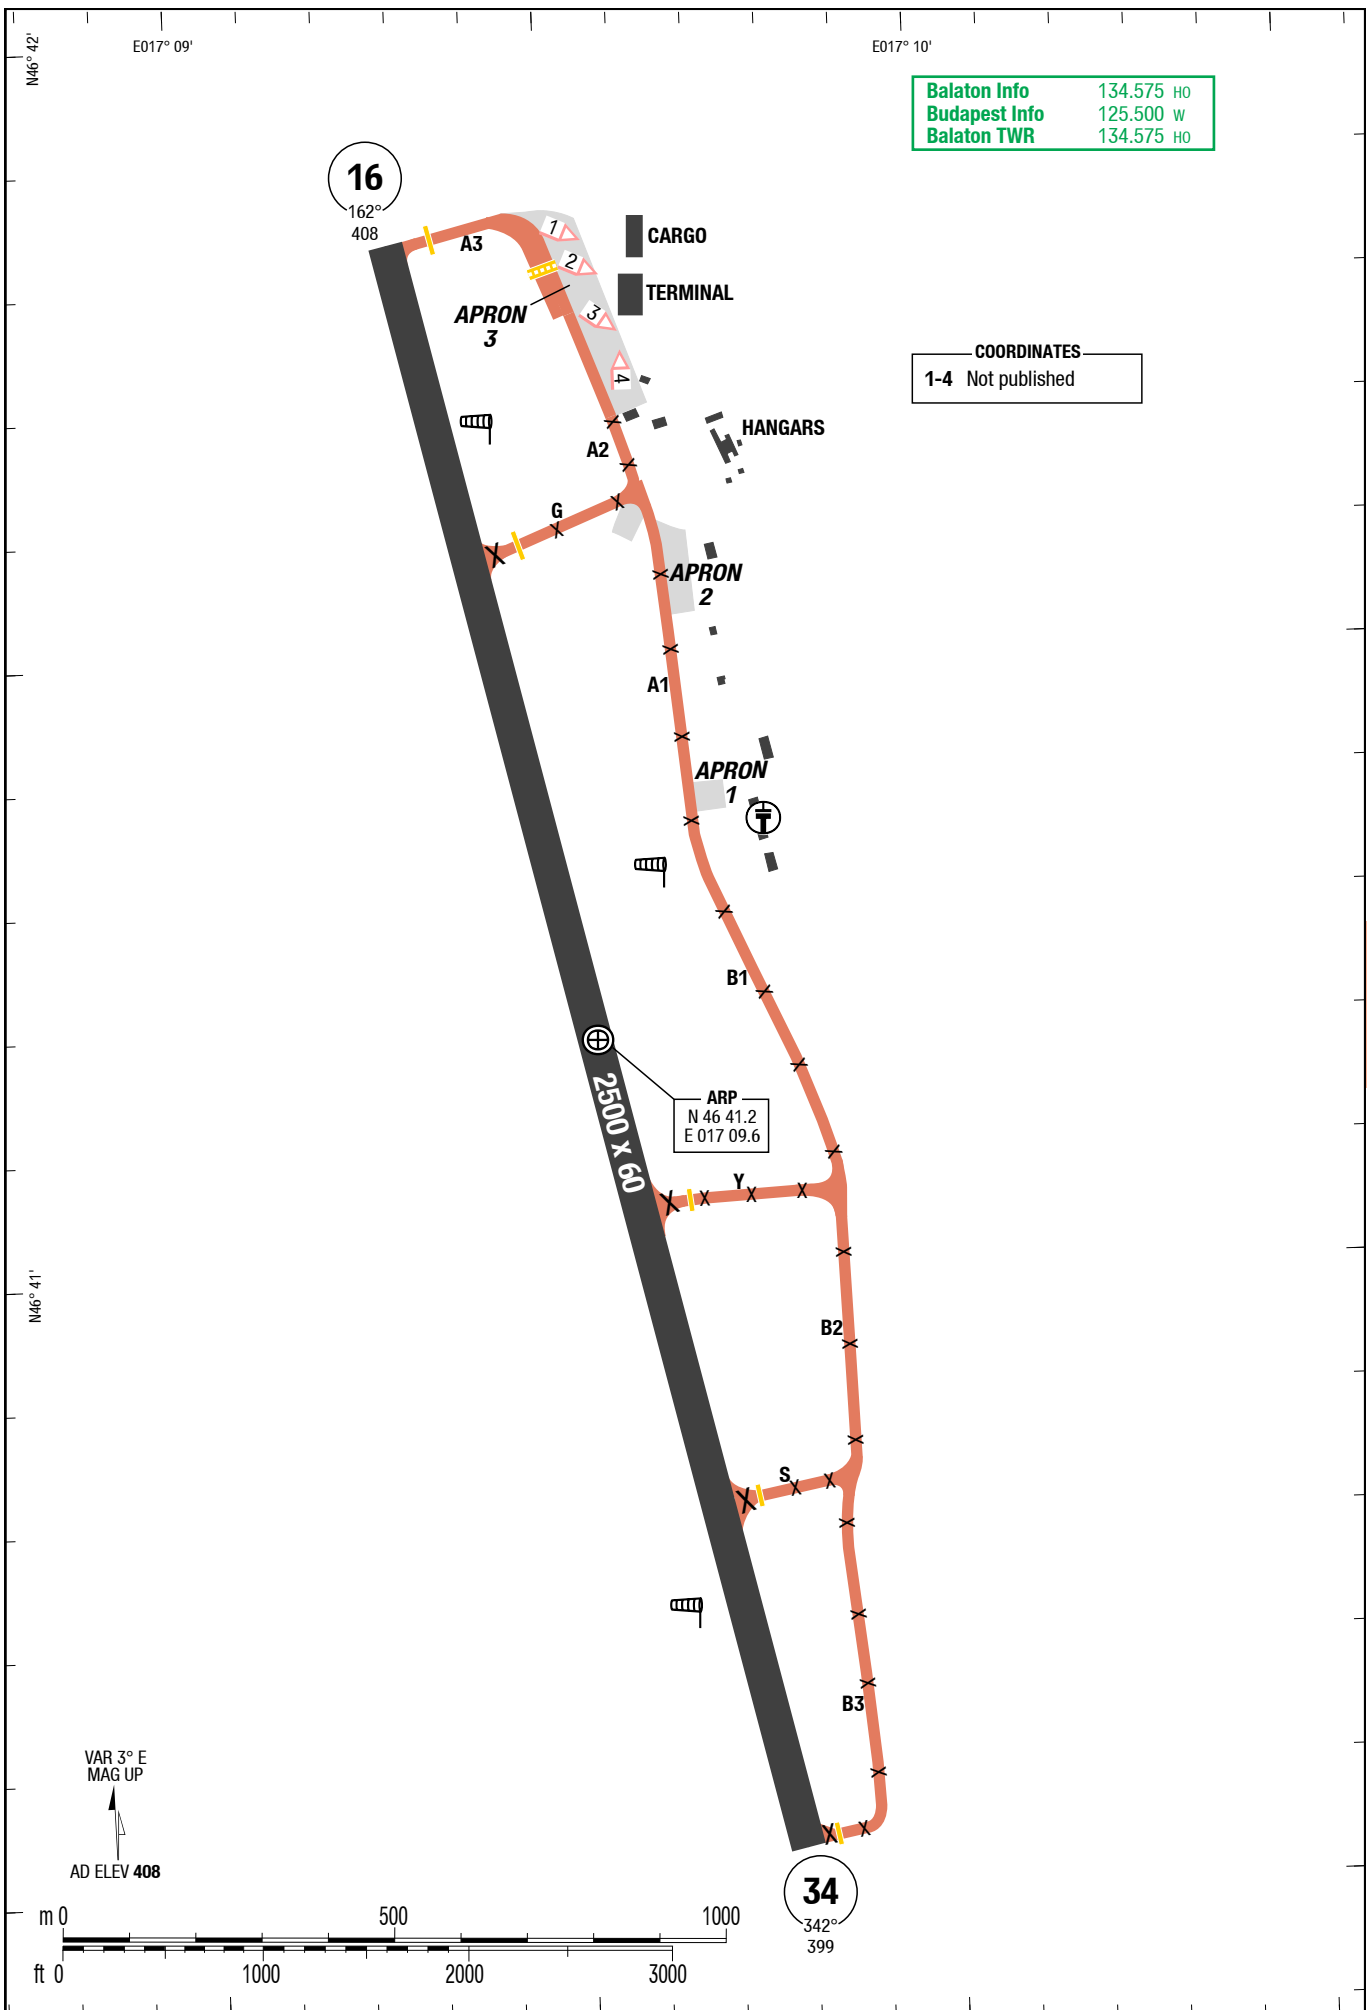 N46° 42'
E017° 09'
E017° 10'
Balaton Info 134.575 HO
Budapest Info 125.500 W
Balaton TWR 134.575 HO
16
162°
408
A3
1
CARGO
2
TERMINAL
APRON
3
3
COORDINATES
1-4 Not published
4
HANGARS
A2
G
APRON
2
A1
APRON
1
B1
2500 x 60
ARP
N 46 41.2
E 017 09.6
Y
N46° 41'
B2
S
B3
VAR 3° E
MAG UP
AD ELEV 408
34
342°
399
m 0 500 1000
ft 0 1000 2000 3000